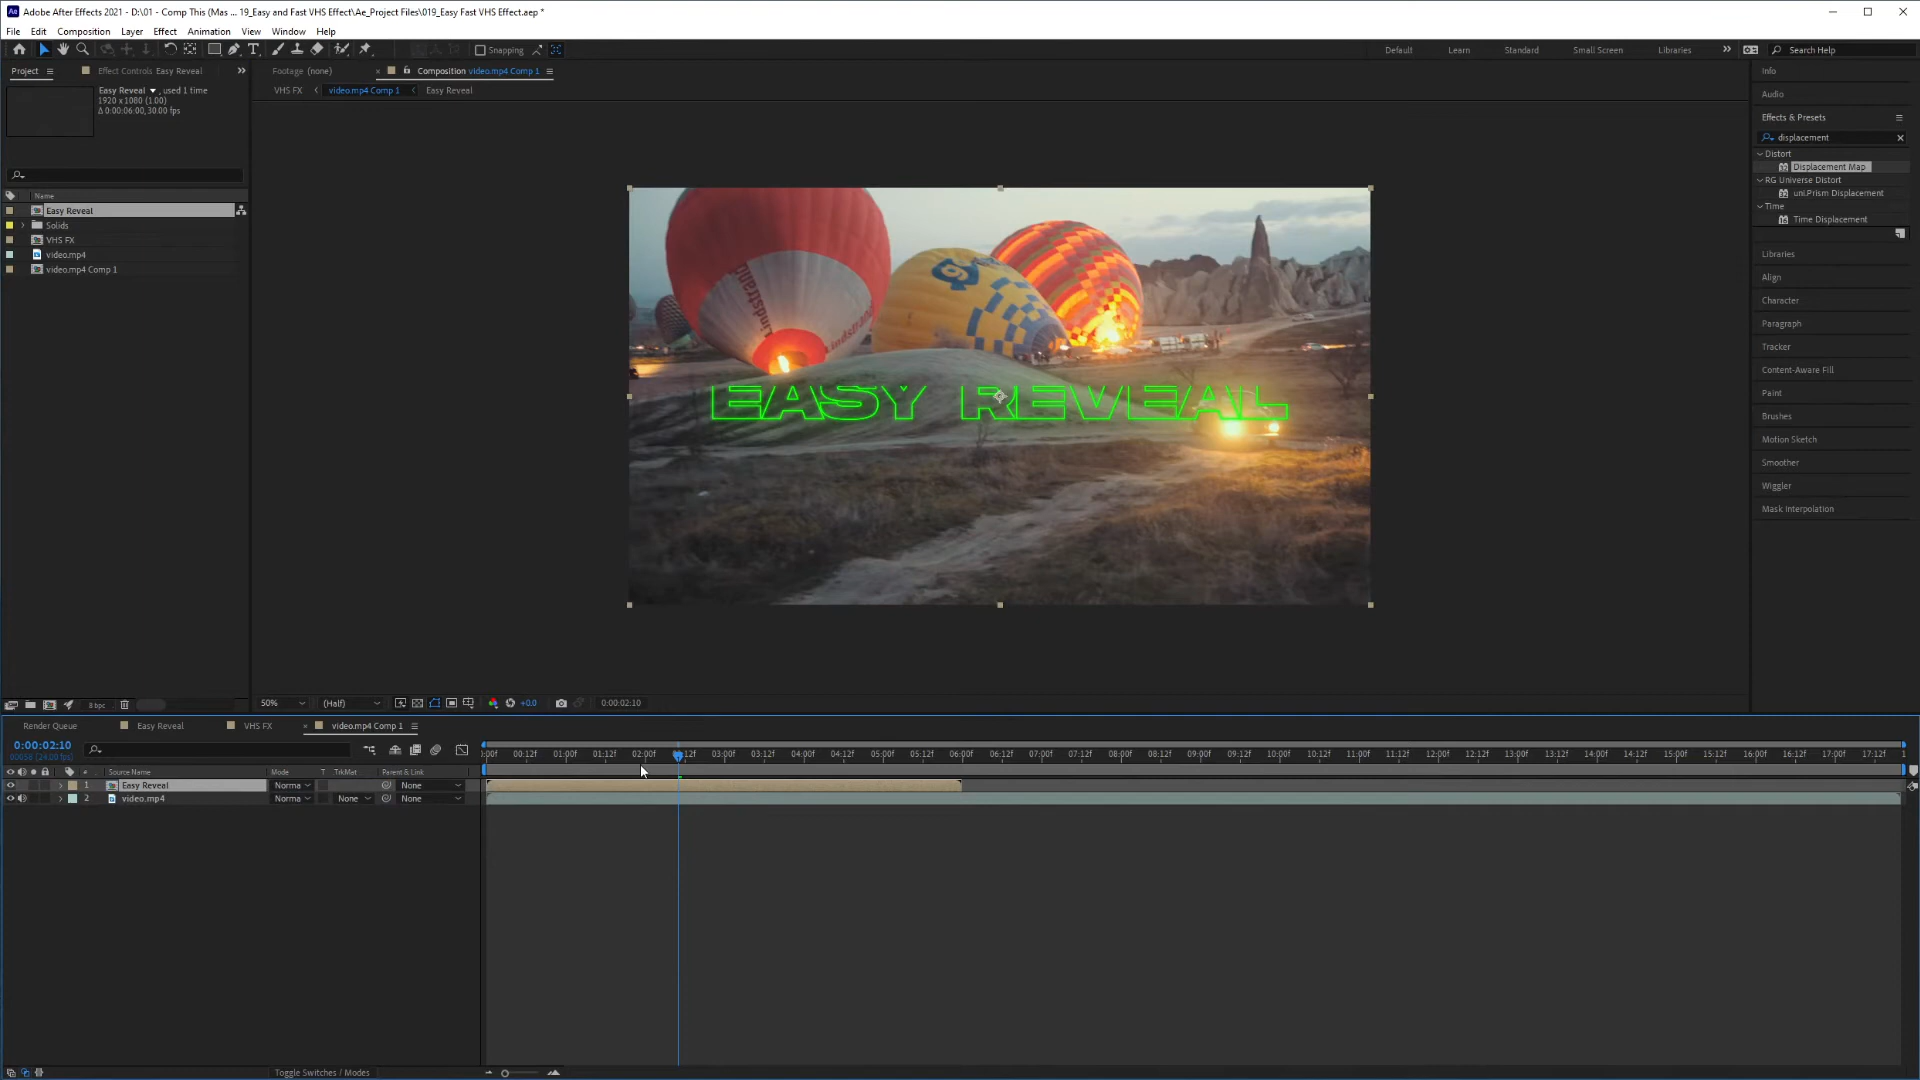 Adobe After Effects 2021 - D:\01 - Comp This (Mas ... 19_Easy and Fast VHS Effect\Ae_Project Files\019_Easy Fast VHS Effect.aep *
File Edit Composition Layer Effect Animation View Window Help
Snapping Default Learn Standard Small Screen Libraries Search Help
Project Effect Controls Easy Reveal Footage (none) Composition video.mp4 Comp 1 Info
Easy Reveal , used 1 time VHS FX video.mp4 Comp 1 Easy Reveal
1920 x 1080 (1.00) Audio
Δ 0:00:06:00, 30.00 fps
Effects & Presets
displacement
Distort
Displacement Map
RG Universe Distort
uni.Prism Displacement
Time
Time Displacement
Name
Easy Reveal
Solids
VHS FX
video.mp4
video.mp4 Comp 1
Lindstrand
Lindstrand
9
EASY REVEAL
Libraries
Align
Character
Paragraph
Tracker
Content-Aware Fill
Paint
Brushes
Motion Sketch
Smoother
Wiggler
Mask Interpolation
8 bpc 50% (Half) +0.0 0:00:02:10
Render Queue Easy Reveal VHS FX video.mp4 Comp 1
0:00:02:10
00058 (24.00 fps)
:00f 00:12f 01:00f 01:12f 02:00f 12f 03:00f 03:12f 04:00f 04:12f 05:00f 05:12f 06:00f 06:12f 07:00f 07:12f 08:00f 08:12f 09:00f 09:12f 10:00f 10:12f 11:00f 11:12f 12:00f 12:12f 13:00f 13:12f 14:00f 14:12f 15:00f 15:12f 16:00f 16:12f 17:00f 17:12f 1
Source Name Mode T TrkMat Parent & Link
1 Easy Reveal Norma None
2 video.mp4 Norma None None
Toggle Switches / Modes